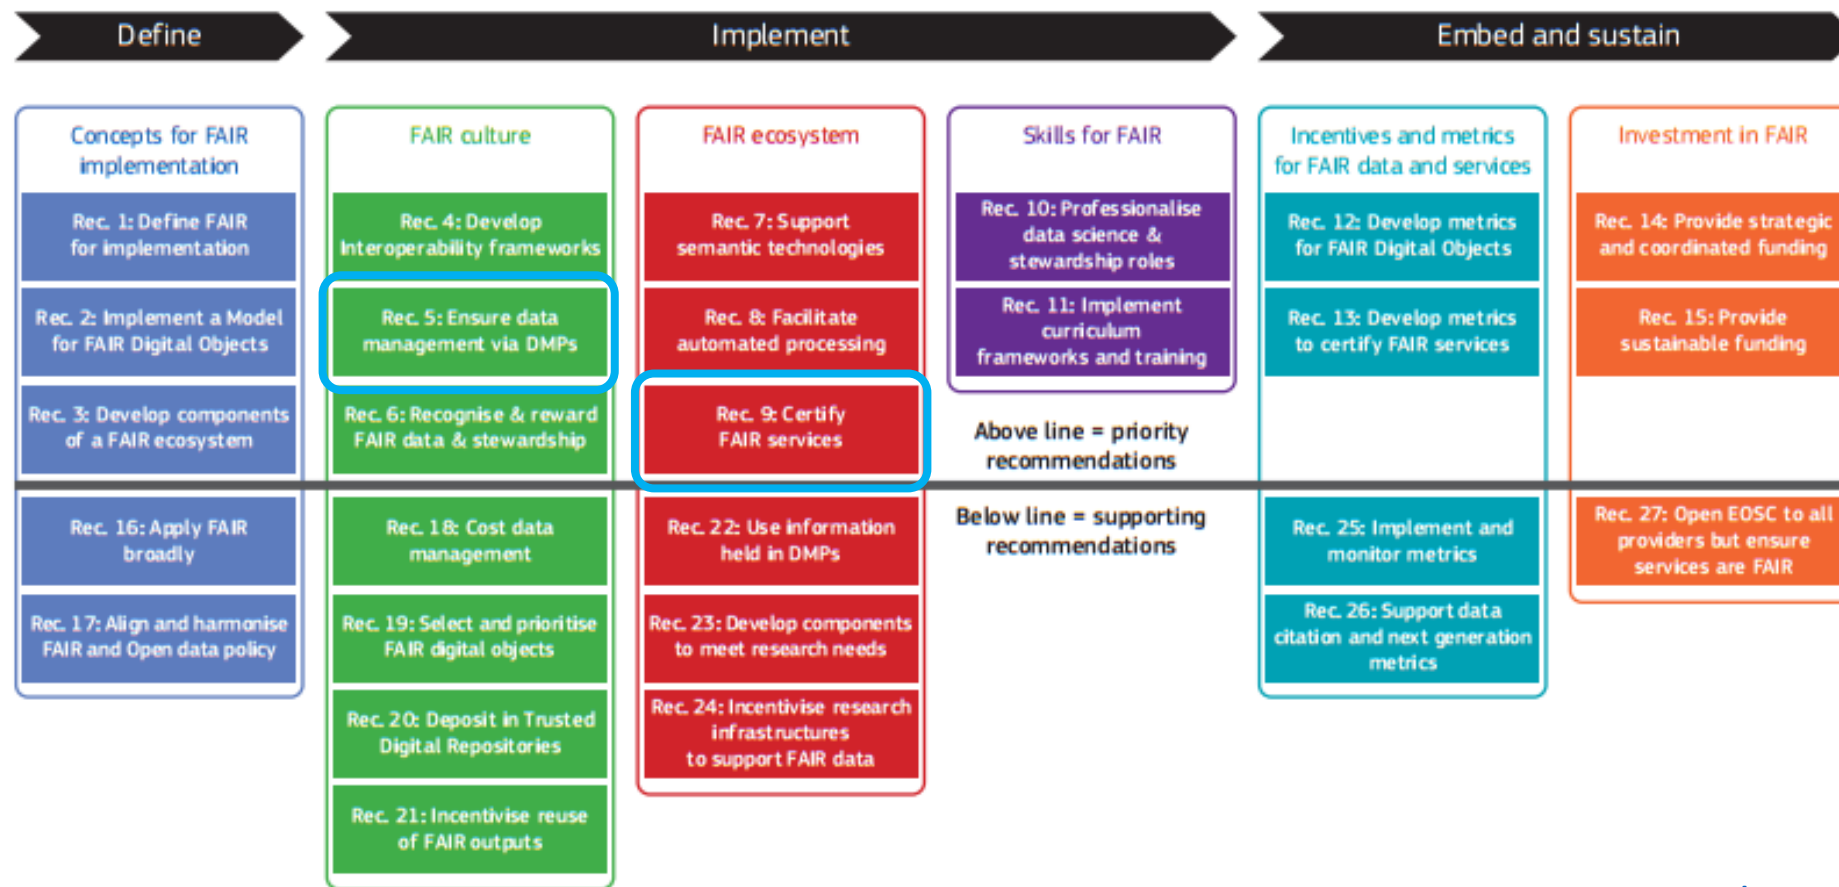 Define
Implement
Embed and sustain
Concepts for FAIR
implementation
Rec. 1: Define FAIR
for implementation
Rec. 2: Implement a Model
for FAIR Digital Objects
Rec. 3: Develop components
of a FAIR ecosystem
Rec. 16: Apply FAIR
broadly
Rec. 17: Align and harmonise
FAIR and Open data policy
FAIR culture
Rec. 4: Develop
Interoperability frameworks
Rec. 5: Ensure data
management via DMPs
Rec. 6: Recognise & reward
FAIR data & stewardship
Rec. 18: Cost data
management
Rec. 19: Select and prioritise
FAIR digital objects
Rec. 20: Deposit in Trusted
Digital Repositories
Rec. 21: Incentivise reuse
of FAIR outputs
FAIR ecosystem
Rec. 7: Support
semantic technologies
Rec. 8: Facilitate
automated processing
Rec. 9: Certify
FAIR services
Rec. 22: Use information
held in DMPs
Rec. 23: Develop components
to meet research needs
Rec. 24: Incentivise research
infrastructures
to support FAIR data
Skills for FAIR
Rec. 10: Professionalise
data science &
stewardship roles
Rec. 11: Implement
curriculum
frameworks and training
Above line = priority
recommendations
Below line = supporting
recommendations
Incentives and metrics
for FAIR data and services
Rec. 12: Develop metrics
for FAIR Digital Objects
Rec. 13: Develop metrics
to certify FAIR services
Rec. 25: Implement and
monitor metrics
Rec. 26: Support data
citation and next generation
metrics
Investment in FAIR
Rec. 14: Provide strategic
and coordinated funding
Rec. 15: Provide
sustainable funding
Rec. 27: Open EOSC to all
providers but ensure
services are FAIR